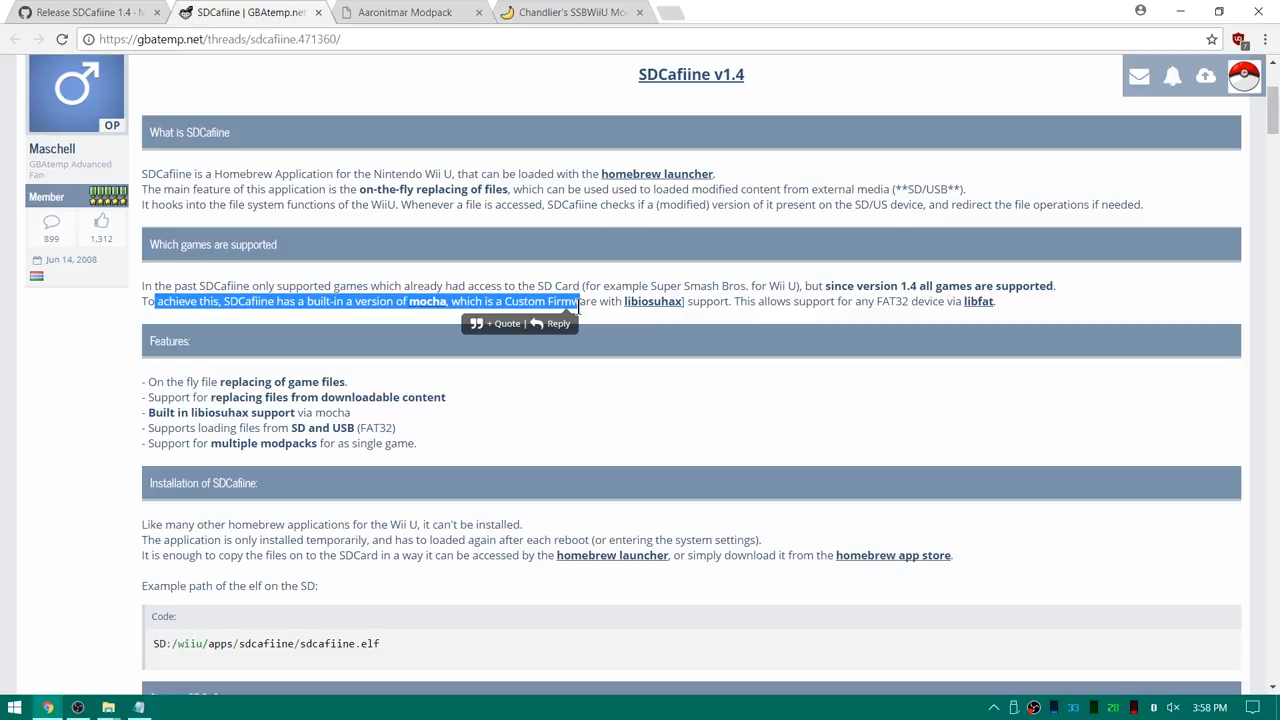 Release SDCafiine 1.4 - M
SDCafiine | GBAtemp.net
Aaronitmar Modpack
Chandler's SSBWiiU Mo
https://gbatemp.net/threads/sdcafiine.471360/
7
OP
Maschell
GBAtemp Advanced
Fan
Member
899
1,312
Jun 14, 2008
SDCafiine v1.4
What is SDCafiine
SDCafiine is a Homebrew Application for the Nintendo Wii U, that can be loaded with the homebrew launcher.
The main feature of this application is the on-the-fly replacing of files, which can be used used to loaded modified content from external media (**SD/USB**).
It hooks into the file system functions of the WiiU. Whenever a file is accessed, SDCafiine checks if a (modified) version of it present on the SD/US device, and redirect the file operations if needed.
Which games are supported
In the past SDCafiine only supported games which already had access to the SD Card (for example Super Smash Bros. for Wii U), but since version 1.4 all games are supported.
To achieve this, SDCafiine has a built-in a version of mocha, which is a Custom Firmware with libiosuhax] support. This allows support for any FAT32 device via libfat.
+ Quote | Reply
Features:
- On the fly file replacing of game files.
- Support for replacing files from downloadable content
- Built in libiosuhax support via mocha
- Supports loading files from SD and USB (FAT32)
- Support for multiple modpacks for as single game.
Installation of SDCafiine:
Like many other homebrew applications for the Wii U, it can't be installed.
The application is only installed temporarily, and has to loaded again after each reboot (or entering the system settings).
It is enough to copy the files on to the SDCard in a way it can be accessed by the homebrew launcher, or simply download it from the homebrew app store.
Example path of the elf on the SD:
Code:
SD:/wiiu/apps/sdcafiine/sdcafiine.elf
33
28
3:58 PM